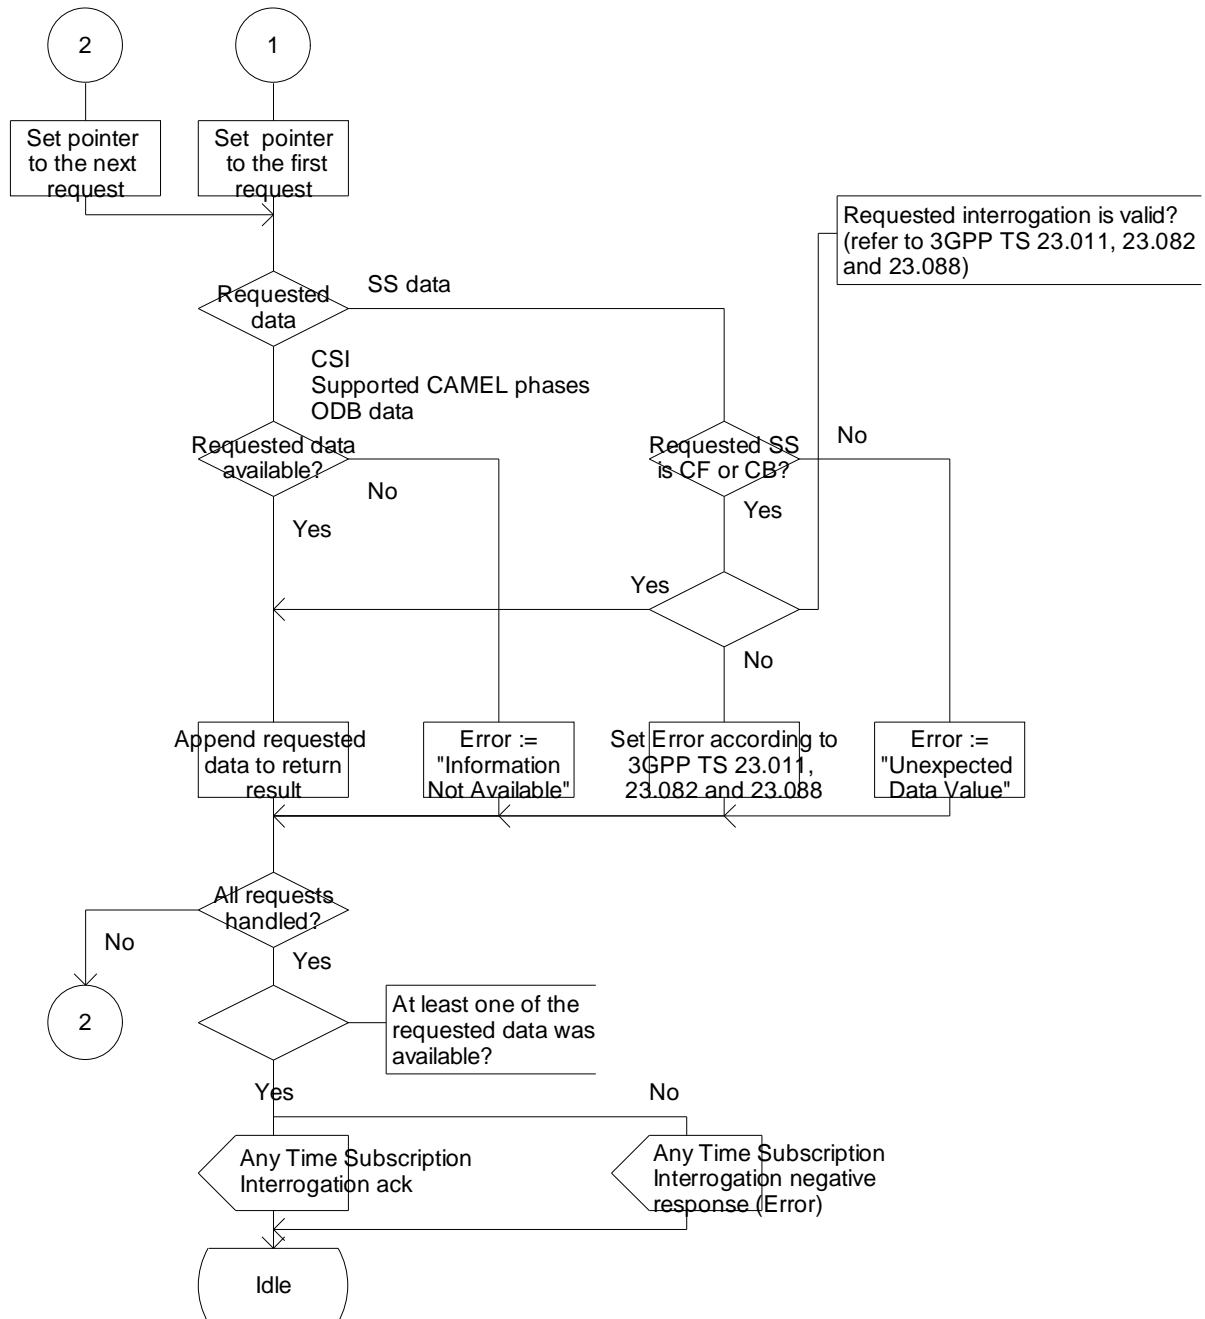 2
1
Set pointer
to the next
request
Set pointer
to the first
request
Requested interrogation is valid?
(refer to 3GPP TS 23.011, 23.082
and 23.088)
Requested
data
SS data
CSI
Supported CAMEL phases
ODB data
Requested data
available?
No
Yes
Requested SS
is CF or CB?
No
Yes
Yes
No
Append requested
data to return
result
Error :=
"Information
Not Available"
Set Error according to
3GPP TS 23.011,
23.082 and 23.088
Error :=
"Unexpected
Data Value"
All requests
handled?
No
Yes
2
At least one of the
requested data was
available?
Yes
No
Any Time Subscription
Interrogation ack
Any Time Subscription
Interrogation negative
response (Error)
Idle